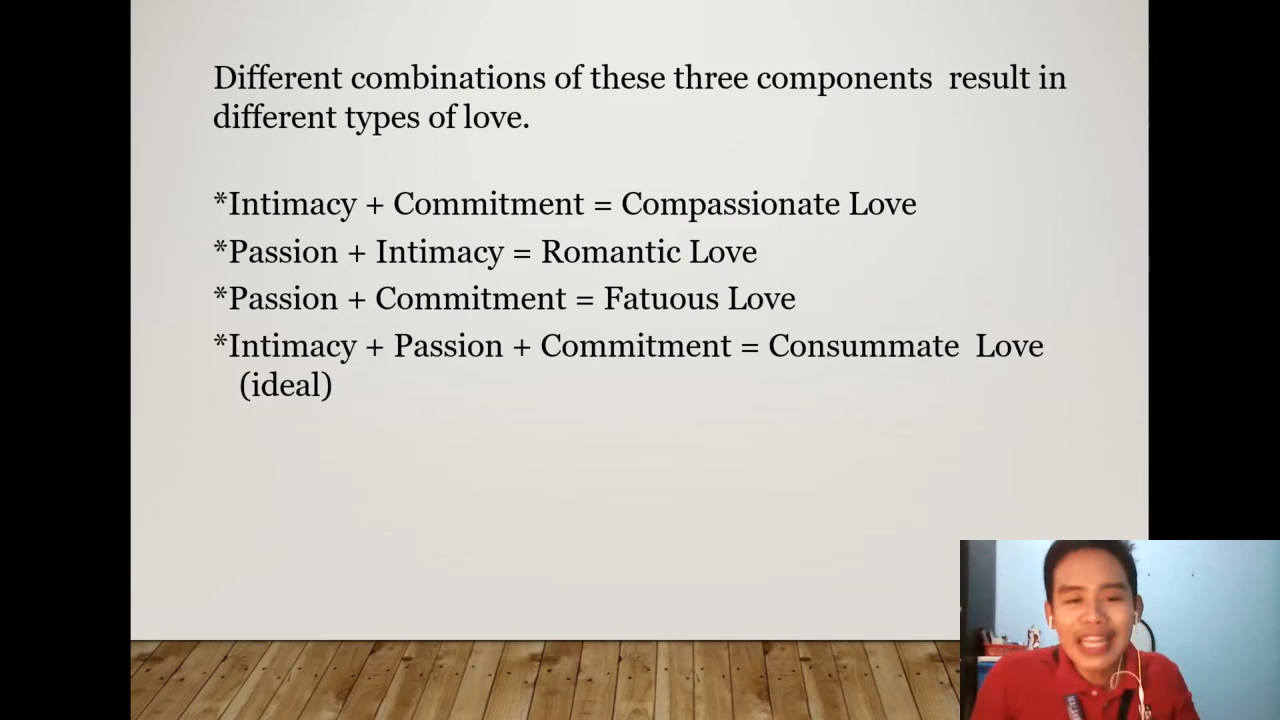 Different combinations of these three components  result in
different types of love.
*Intimacy + Commitment = Compassionate Love
*Passion + Intimacy = Romantic Love
*Passion + Commitment = Fatuous Love
*Intimacy + Passion + Commitment = Consummate  Love
(ideal)